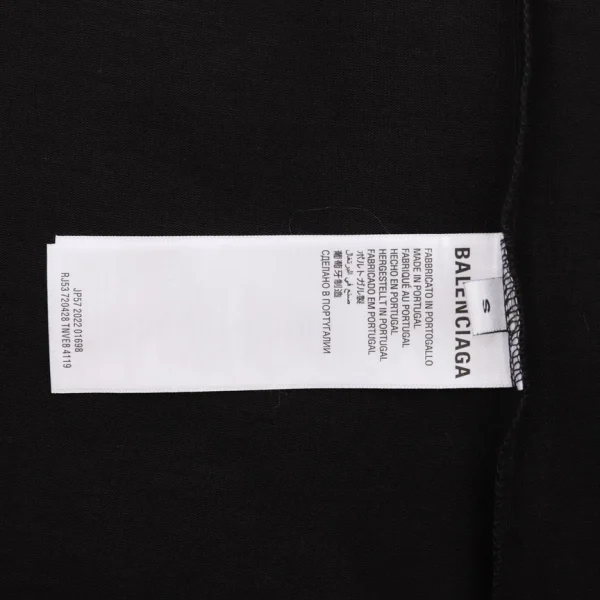 BALENCIAGA
S
FABBRICATO IN PORTOGALLO
MADE IN PORTUGAL
FABRIQUÉ AU PORTUGAL
HECHO EN PORTUGAL
HERGESTELLT IN PORTUGAL
FABRICADO EM PORTUGAL
ポルトガル製
صنع في البرتغال
葡萄牙制造
СДЕЛАНО В ПОРТУГАЛИИ
JP57 2022 01698
RJ53 720428 TNVE8 4119